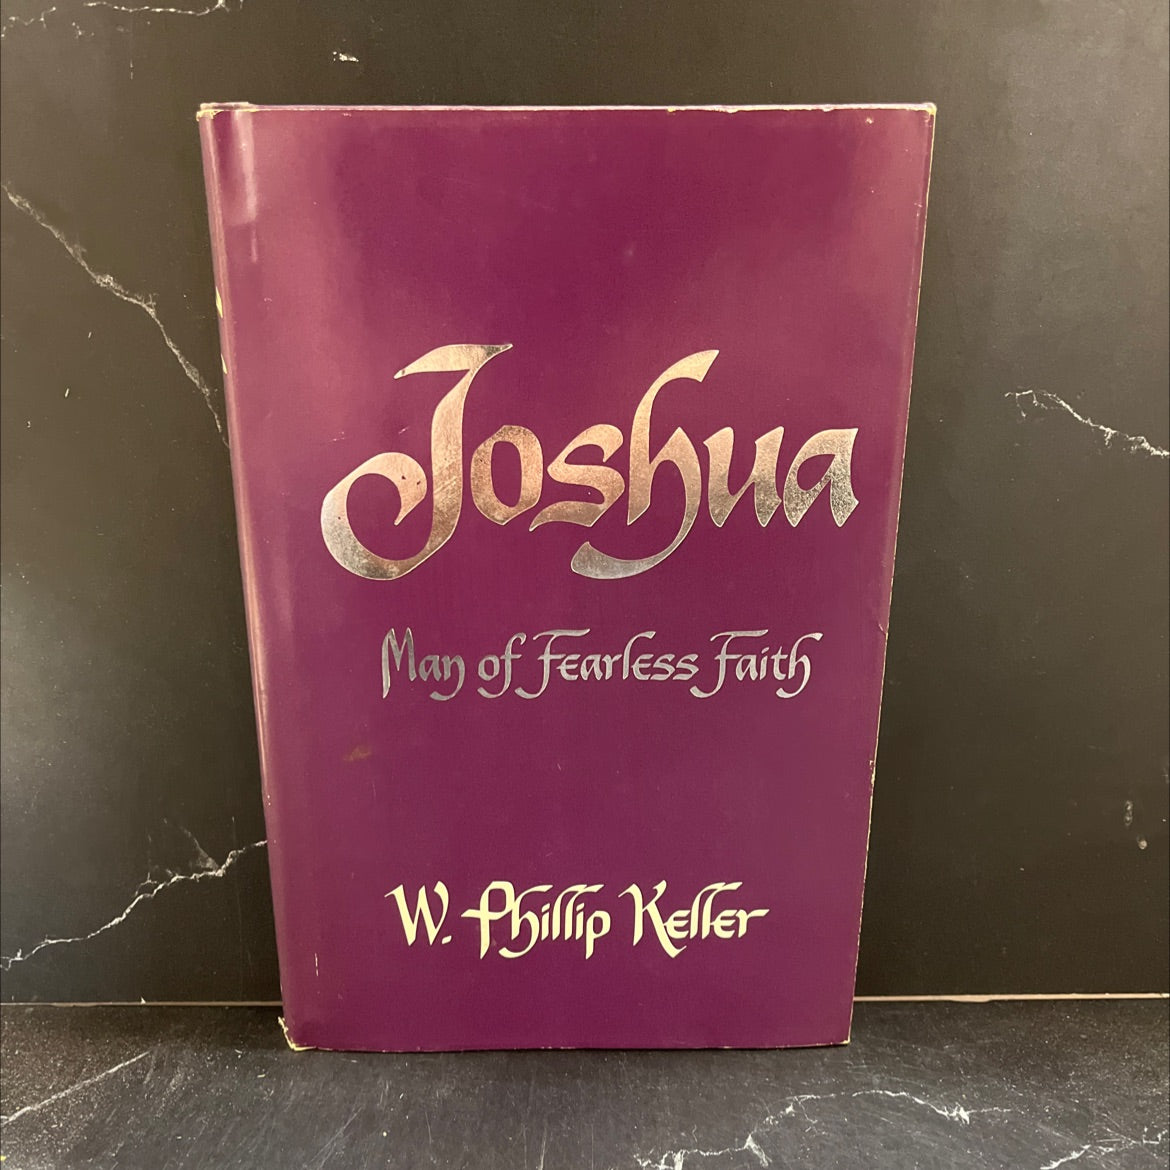 Joshua
Man of Fearless Faith
W. Phillip Keller